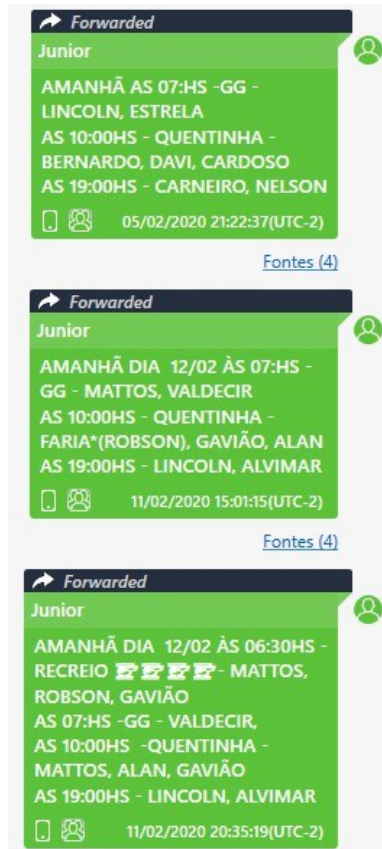 Forwarded
Junior
AMANHÃ AS 07:HS -GG -
LINCOLN, ESTRELA
AS 10:00HS - QUENTINHA -
BERNARDO, DAVI, CARDOSO
AS 19:00HS - CARNEIRO, NELSON
05/02/2020 21:22:37(UTC-2)
Fontes (4)
Forwarded
Junior
AMANHÃ DIA 12/02 ÀS 07:HS -
GG - MATTOS, VALDECIR
AS 10:00HS - QUENTINHA -
FARIA*(ROBSON), GAVIÃO, ALAN
AS 19:00HS - LINCOLN, ALVIMAR
11/02/2020 15:01:15(UTC-2)
Fontes (4)
Forwarded
Junior
AMANHÃ DIA 12/02 ÀS 06:30HS -
RECREIO - MATTOS,
ROBSON, GAVIÃO
AS 07:HS -GG - VALDECIR,
AS 10:00HS -QUENTINHA -
MATTOS, ALAN, GAVIÃO
AS 19:00HS - LINCOLN, ALVIMAR
11/02/2020 20:35:19(UTC-2)